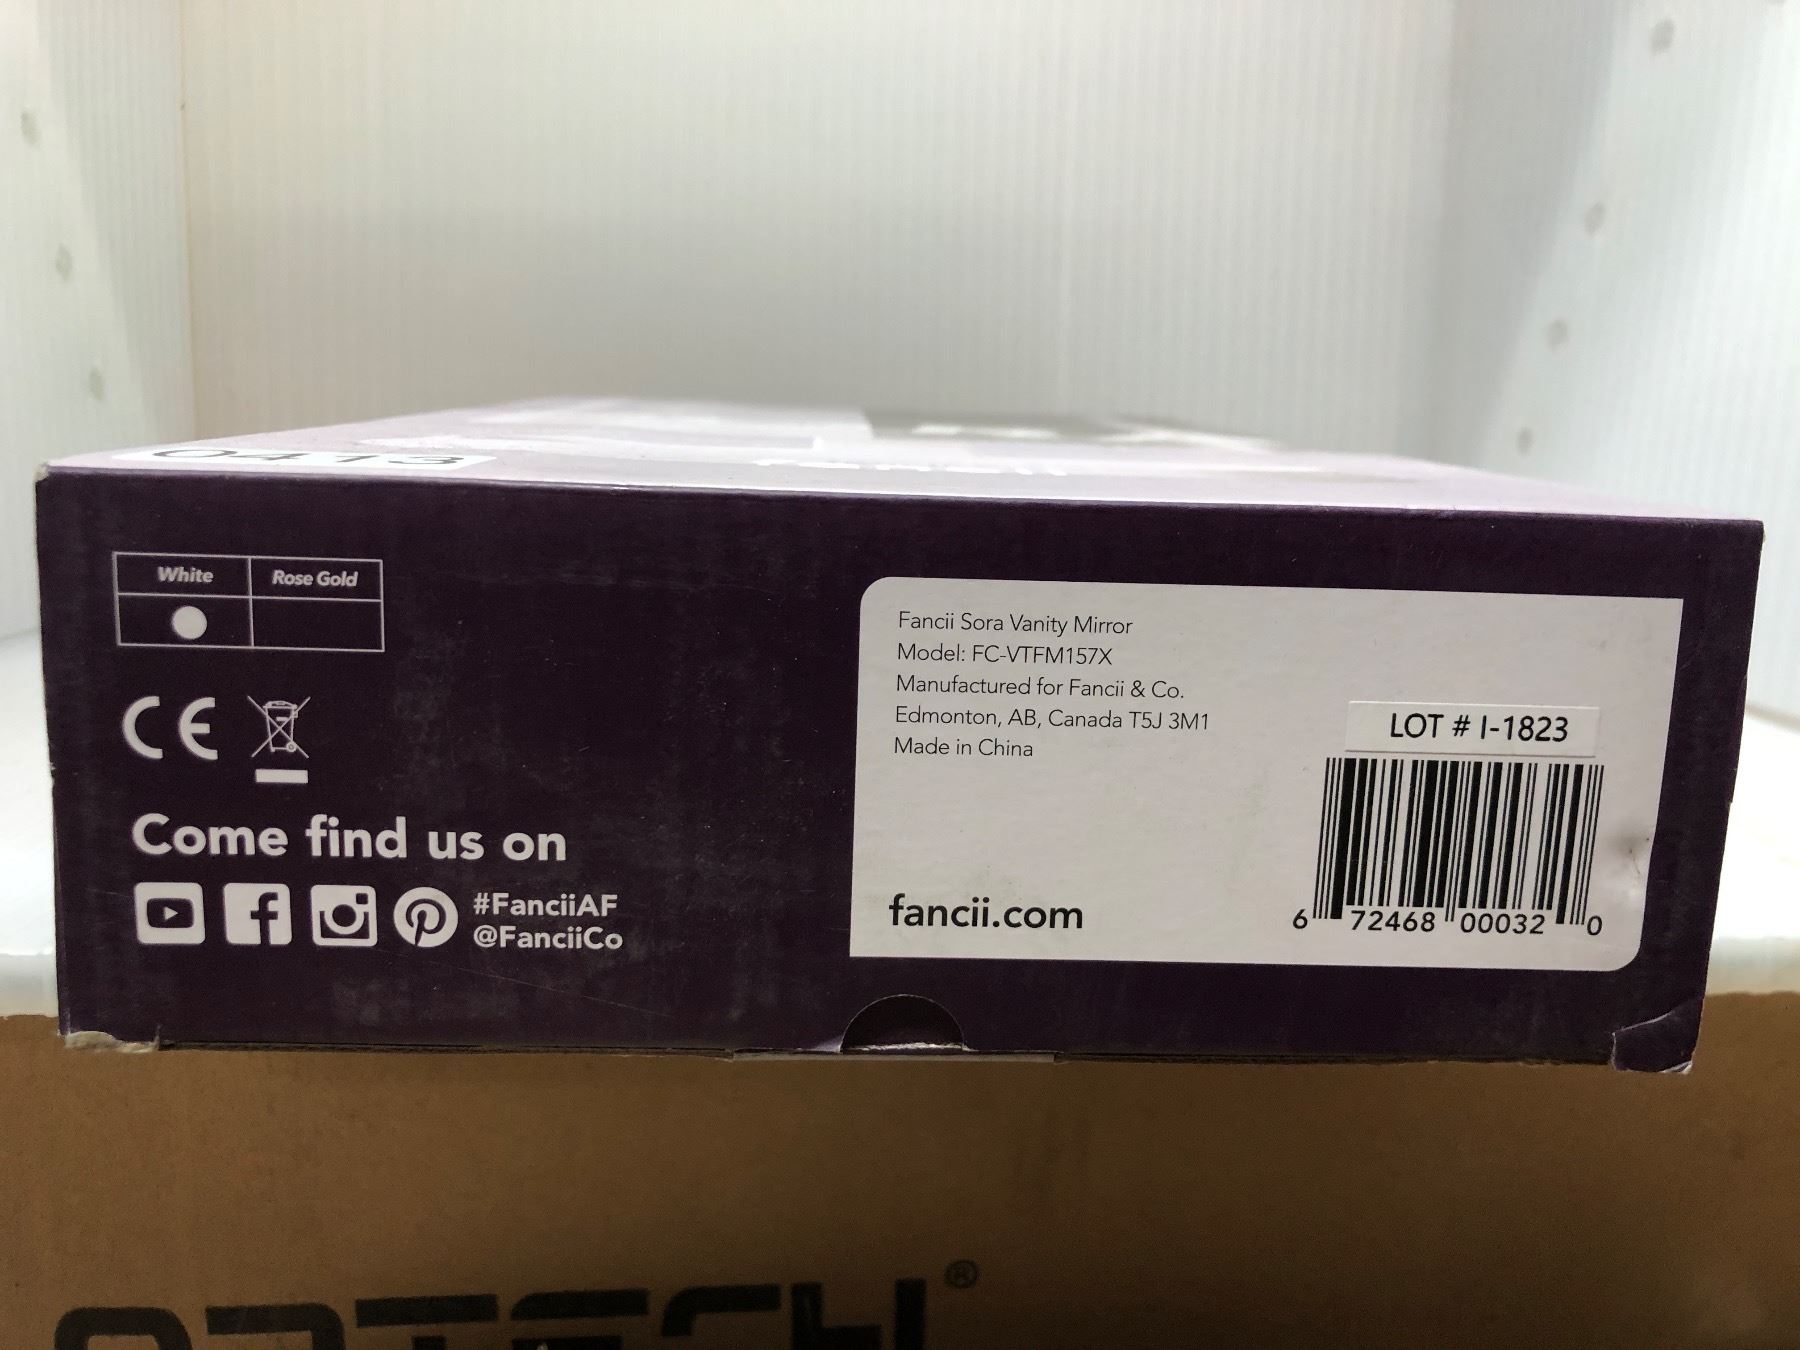 0413
White Rose Gold
CE
Come find us on
#FanciiAF
@FanciiCo
Fancii Sora Vanity Mirror
Model: FC-VTFM157X
Manufactured for Fancii & Co.
Edmonton, AB, Canada T5J 3M1
Made in China
fancii.com
LOT # I-1823
6 72468 00032 0